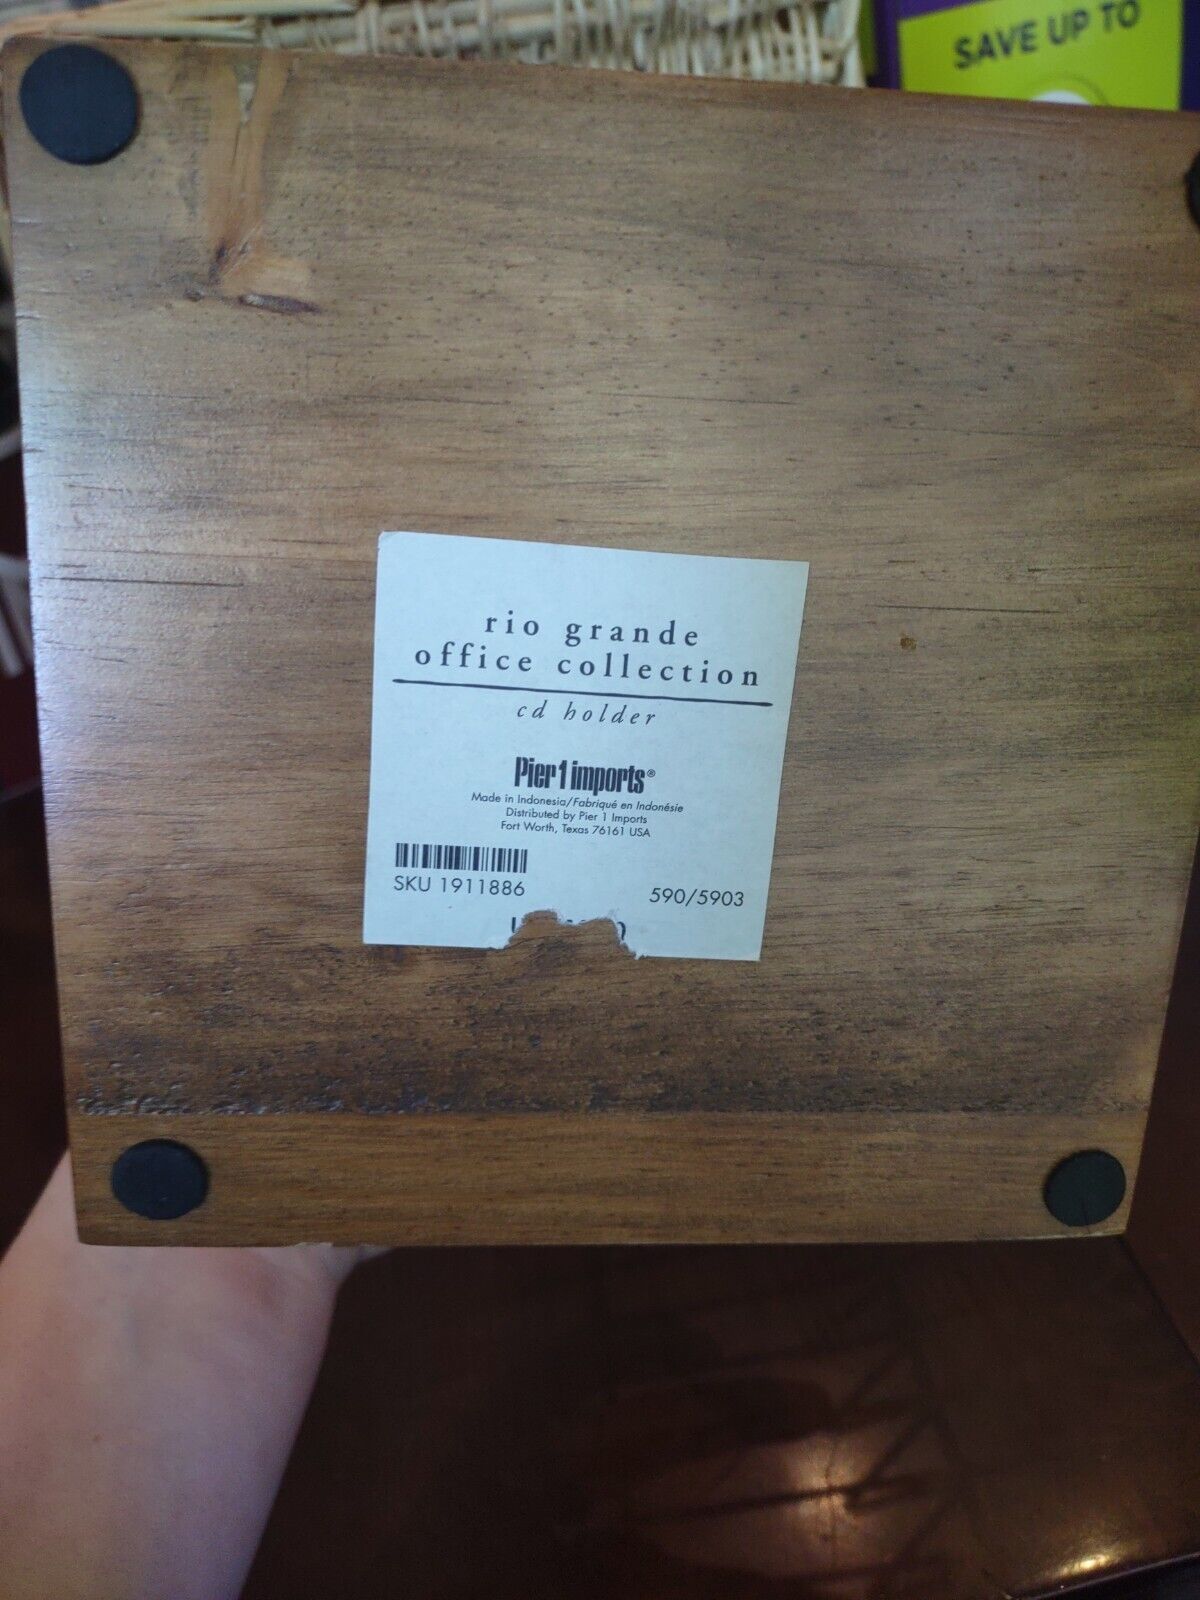 SAVE UP TO
rio grande
office collection
cd holder
Pier 1 imports®
Made in Indonesia/Fabriqué en Indonésie
Distributed by Pier 1 Imports
Fort Worth, Texas 76161 USA
SKU 1911886
590/5903